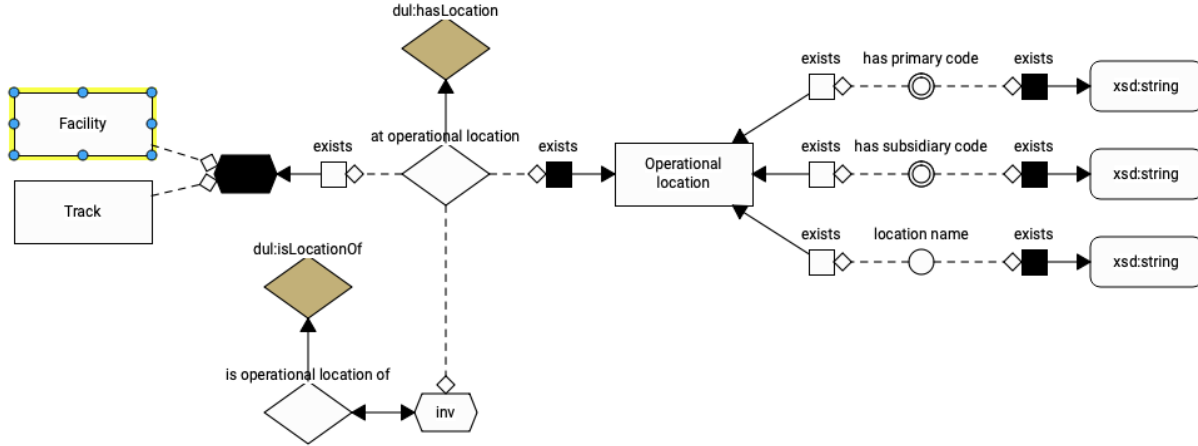 dul:hasLocation
exists
has primary code
exists
xsd:string
Facility
at operational location
exists
exists
Operational
location
exists
has subsidiary code
exists
xsd:string
Track
exists
location name
exists
xsd:string
dul:isLocationOf
is operational location of
inv